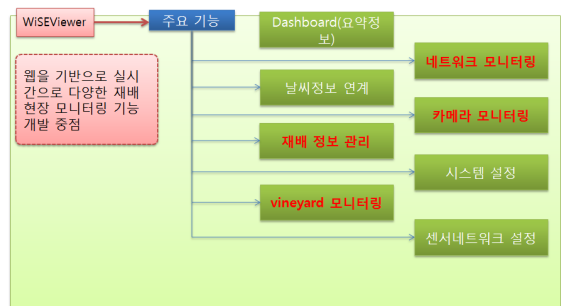 WiSEViewer
주요 기능
Dashboard(요약정
보)
네트워크 모니터링
웹을 기반으로 실시
간으로 다양한 재배
현장 모니터링 기능
개발 중점
날씨정보 연계
카메라 모니터링
재배 정보 관리
시스템 설정
vineyard 모니터링
센서네트워크 설정